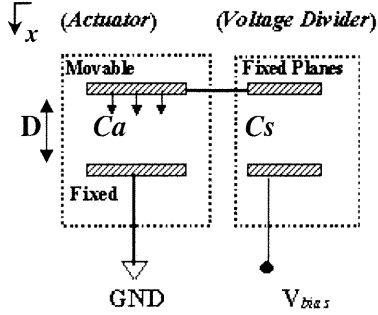 (Actuator) (Voltage Divider)
x
Movable Fixed Planes
D Ca Cs
Fixed
GND Vbias